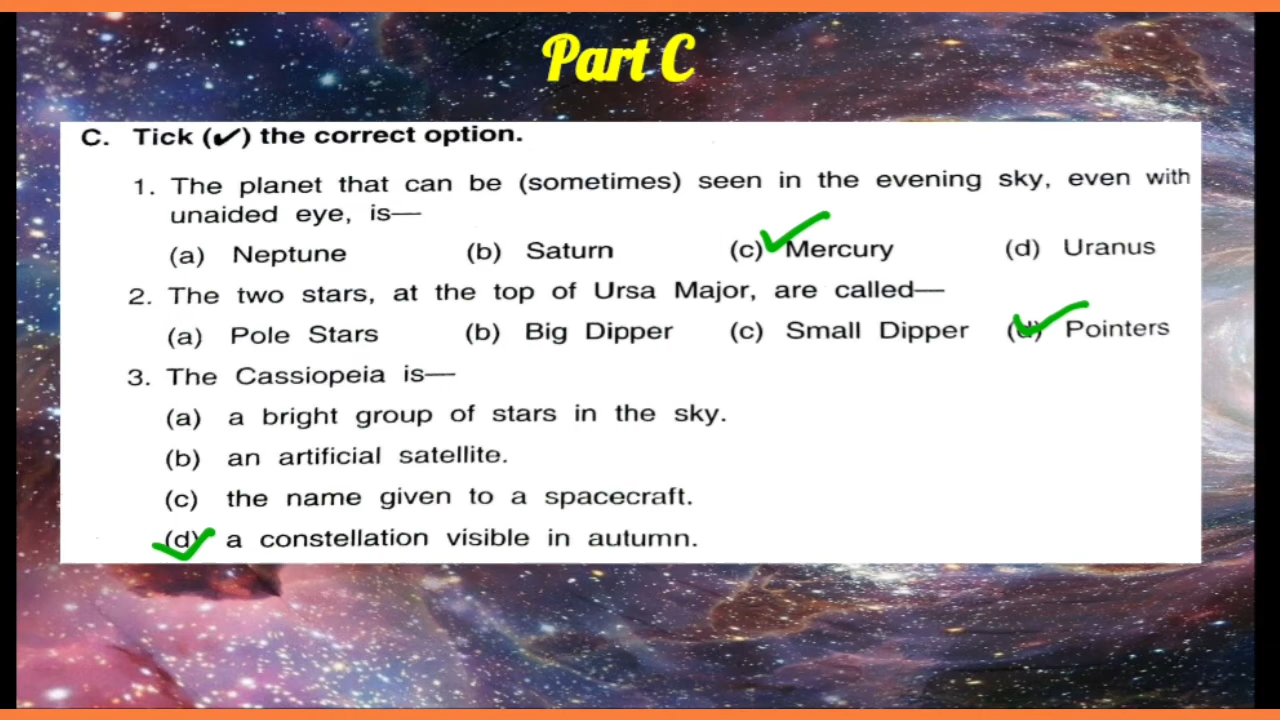 Part C
C. Tick (✔) the correct option.
1. The planet that can be (sometimes) seen in the evening sky, even with
unaided eye, is—
(a) Neptune (b) Saturn (c) Mercury (d) Uranus
2. The two stars, at the top of Ursa Major, are called—
(a) Pole Stars (b) Big Dipper (c) Small Dipper (d) Pointers
3. The Cassiopeia is—
(a) a bright group of stars in the sky.
(b) an artificial satellite.
(c) the name given to a spacecraft.
(d) a constellation visible in autumn.